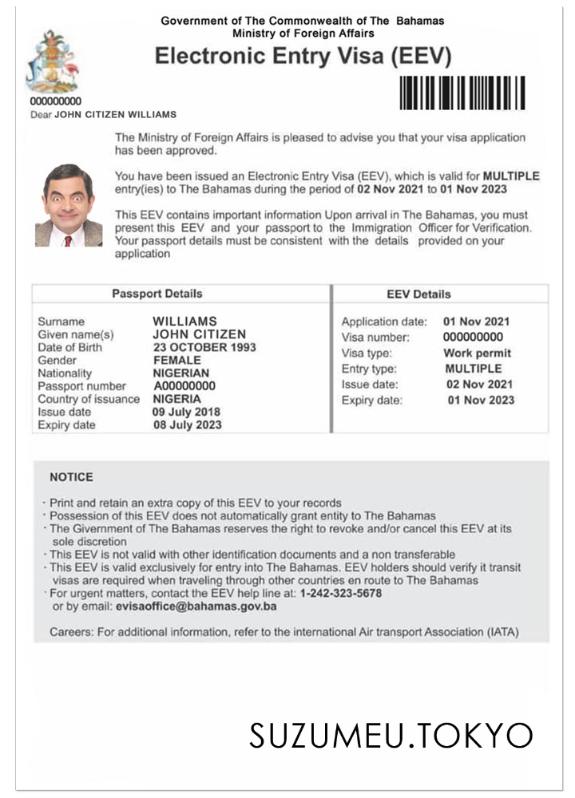 Government of The Commonwealth of The Bahamas
Ministry of Foreign Affairs
Electronic Entry Visa (EEV)
000000000
Dear JOHN CITIZEN WILLIAMS
The Ministry of Foreign Affairs is pleased to advise you that your visa application
has been approved.
You have been issued an Electronic Entry Visa (EEV), which is valid for MULTIPLE
entry(ies) to The Bahamas during the period of 02 Nov 2021 to 01 Nov 2023
This EEV contains important information Upon arrival in The Bahamas, you must
present this EEV and your passport to the Immigration Officer for Verification.
Your passport details must be consistent with the details provided on your
application
Passport Details
Surname WILLIAMS
Given name(s) JOHN CITIZEN
Date of Birth 23 OCTOBER 1993
Gender FEMALE
Nationality NIGERIAN
Passport number A00000000
Country of issuance NIGERIA
Issue date 09 July 2018
Expiry date 08 July 2023
EEV Details
Application date: 01 Nov 2021
Visa number: 000000000
Visa type: Work permit
Entry type: MULTIPLE
Issue date: 02 Nov 2021
Expiry date: 01 Nov 2023
NOTICE
· Print and retain an extra copy of this EEV to your records
· Possession of this EEV does not automatically grant entity to The Bahamas
· The Givernment of The Bahamas reserves the right to revoke and/or cancel this EEV at its
sole discretion
· This EEV is not valid with other identification documents and a non transferable
· This EEV is valid exclusively for entry into The Bahamas. EEV holders should verify it transit
visas are required when traveling through other countries en route to The Bahamas
· For urgent matters, contact the EEV help line at: 1-242-323-5678
or by email: evisaoffice@bahamas.gov.ba
Careers: For additional information, refer to the international Air transport Association (IATA)
SUZUMEU.TOKYO